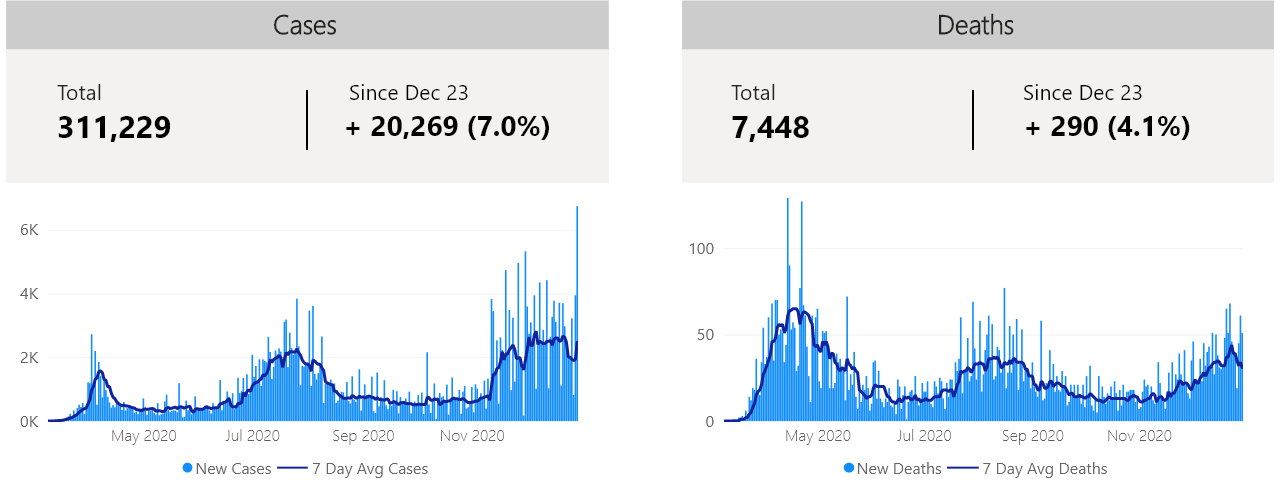 Cases
Total
311,229
Since Dec 23
+ 20,269 (7.0%)
6K
4K
2K
0K
May 2020 Jul 2020 Sep 2020 Nov 2020
New Cases 7 Day Avg Cases
Deaths
Total
7,448
Since Dec 23
+ 290 (4.1%)
100
50
0
May 2020 Jul 2020 Sep 2020 Nov 2020
New Deaths 7 Day Avg Deaths